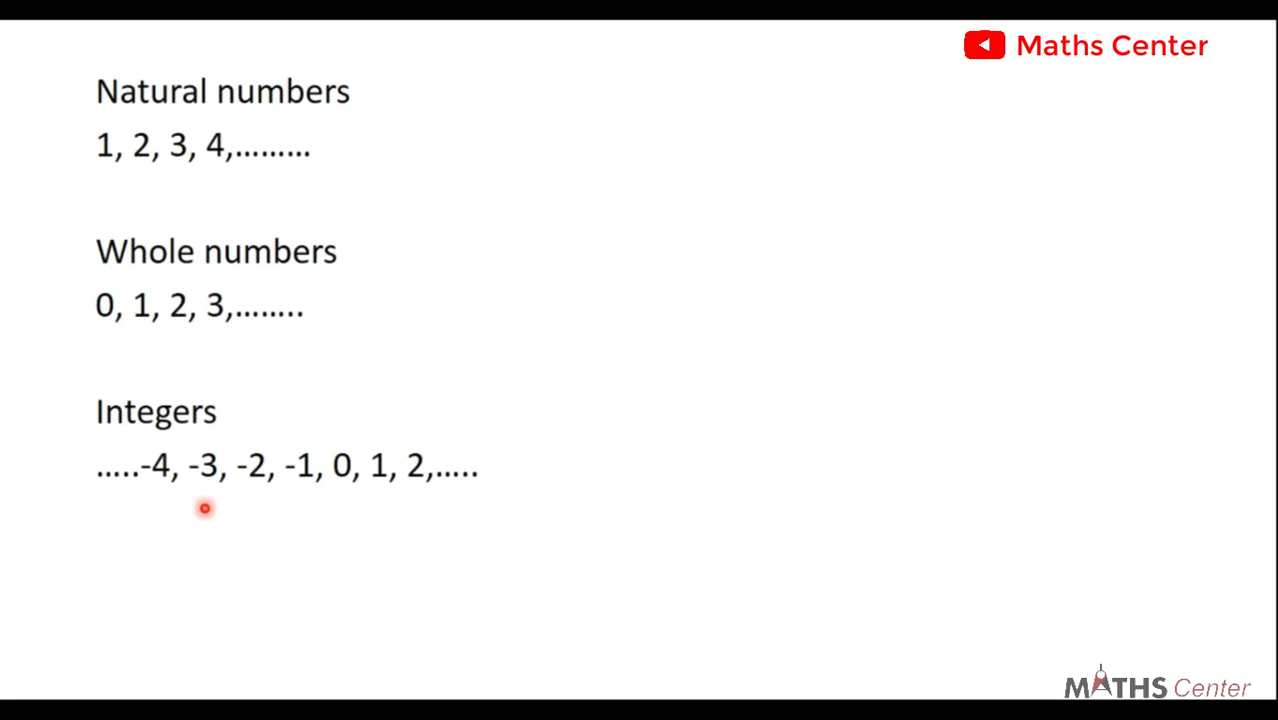 Maths Center
Natural numbers
1, 2, 3, 4,………
Whole numbers
0, 1, 2, 3,……..
Integers
…..-4, -3, -2, -1, 0, 1, 2,…..
MATHS Center